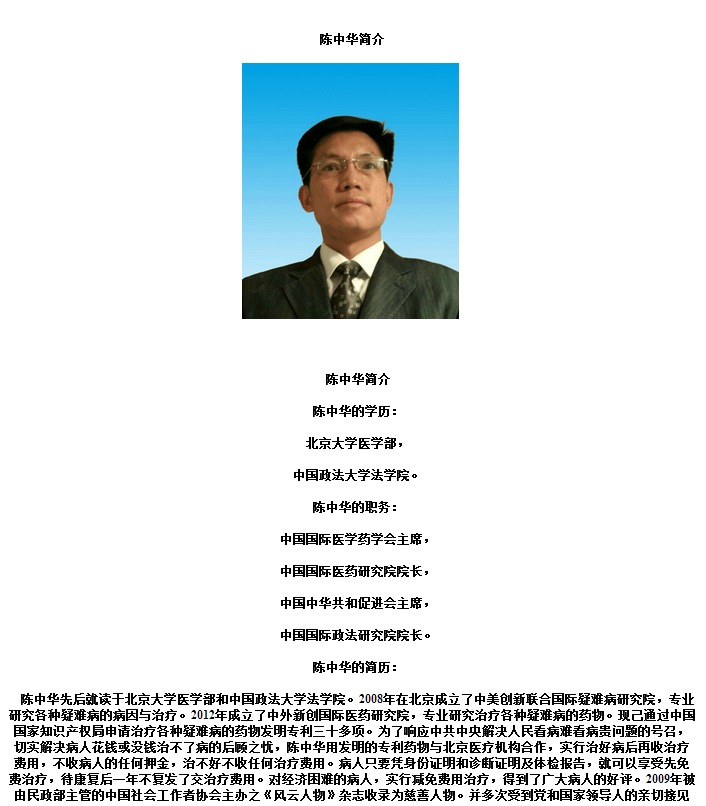 陈中华简介
陈中华简介
陈中华的学历：
北京大学医学部，
中国政法大学法学院。
陈中华的职务：
中国国际医学药学会主席，
中国国际医药研究院院长，
中国中华共和促进会主席，
中国国际政法研究院院长。
陈中华的简历：
陈中华先后就读于北京大学医学部和中国政法大学法学院。2008年在北京成立了中美创新联合国际疑难病研究院，专业
研究各种疑难病的病因与治疗。2012年成立了中外新创国际医药研究院，专业研究治疗各种疑难病的药物。现己通过中国
国家知识产权局申请治疗各种疑难病的药物发明专利三十多项。为了响应中共中央解决人民看病难看病贵问题的号召，
切实解决病人花钱或没钱治不了病的后顾之忧，陈中华用发明的专利药物与北京医疗机构合作，实行治好病后再收治疗
费用，不收病人的任何押金，治不好不收任何治疗费用。病人只要凭身份证明和诊断证明及体检报告，就可以享受先免
费治疗，待康复后一年不复发了交治疗费用。对经济困难的病人，实行减免费用治疗，得到了广大病人的好评。2009年被
由民政部主管的中国社会工作者协会主办之《风云人物》杂志收录为慈善人物。并多次受到党和国家领导人的亲切接见